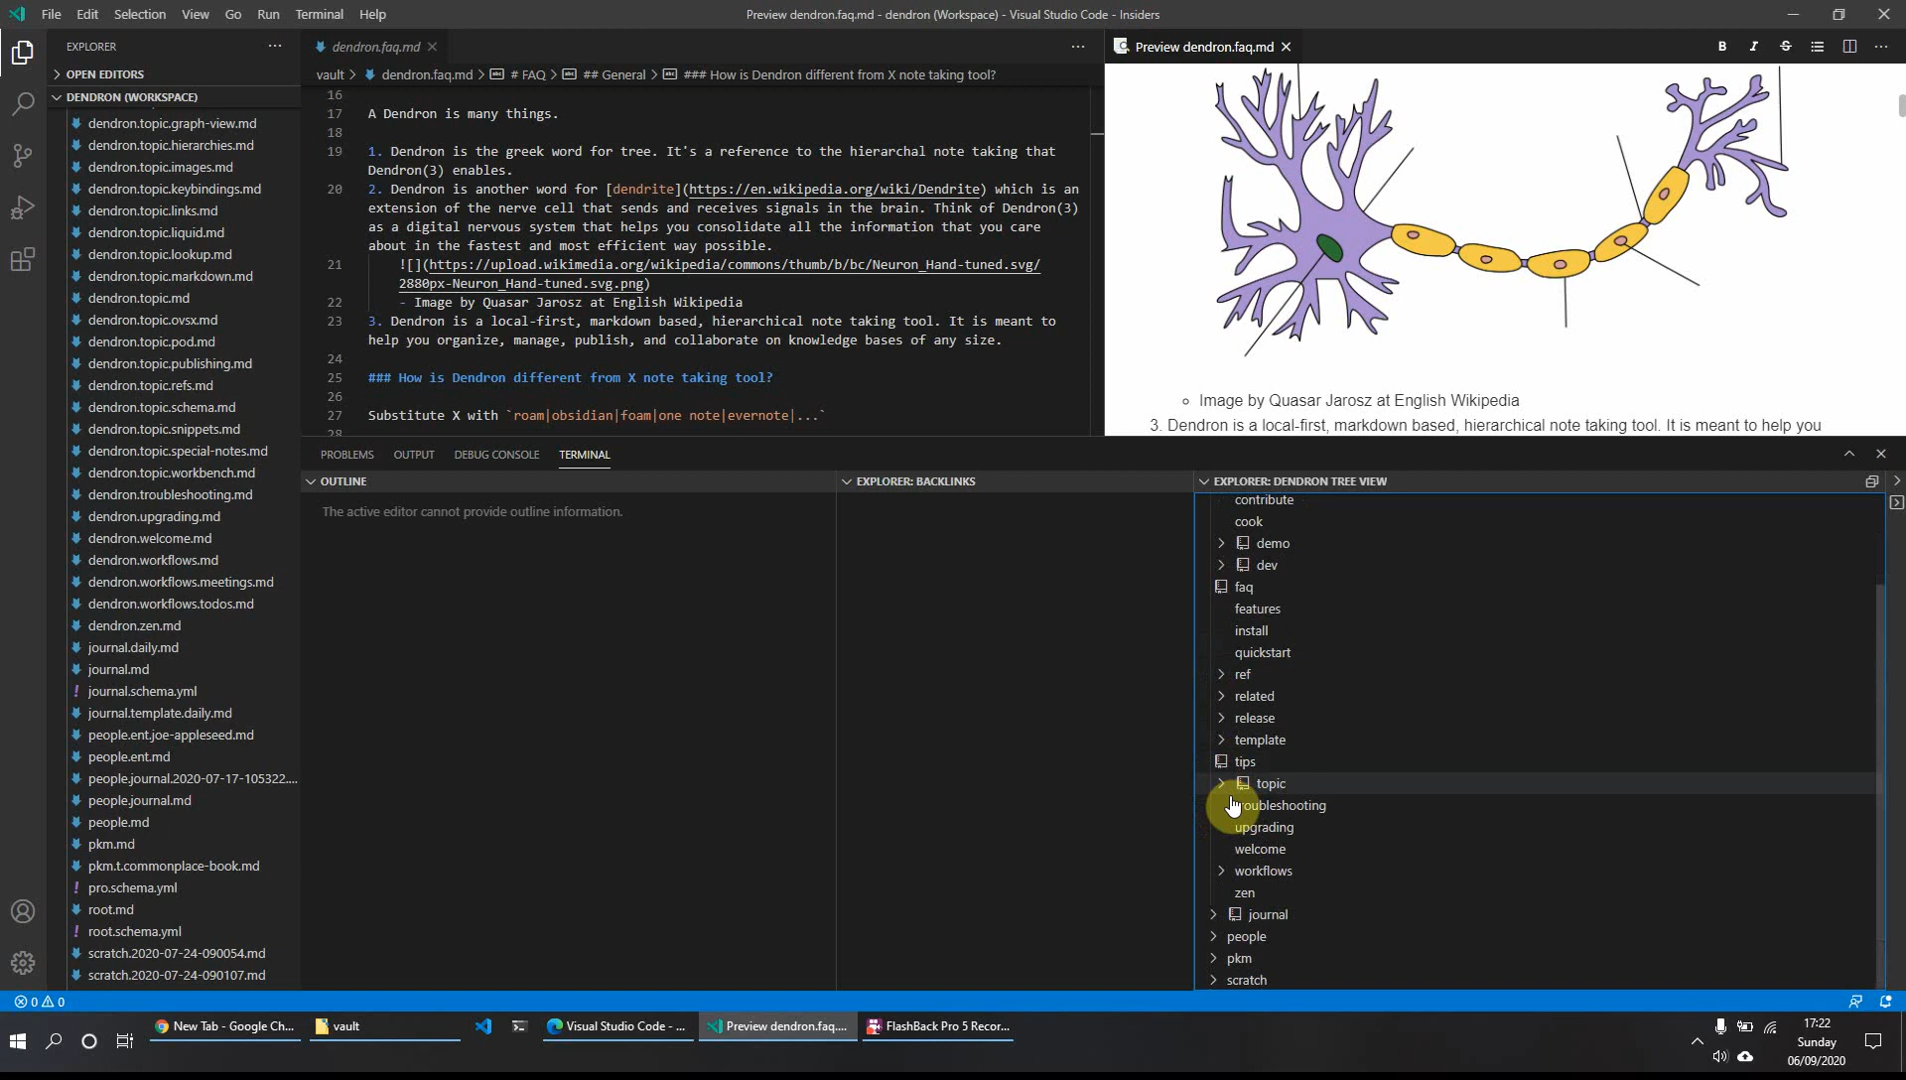 File Edit Selection View Go Run Terminal Help
Preview dendron.faq.md - dendron (Workspace) - Visual Studio Code - Insiders
EXPLORER
OPEN EDITORS
DENDRON (WORKSPACE)
dendron.topic.graph-view.md
dendron.topic.hierarchies.md
dendron.topic.images.md
dendron.topic.keybindings.md
dendron.topic.links.md
dendron.topic.liquid.md
dendron.topic.lookup.md
dendron.topic.markdown.md
dendron.topic.md
dendron.topic.ovsx.md
dendron.topic.pod.md
dendron.topic.publishing.md
dendron.topic.refs.md
dendron.topic.schema.md
dendron.topic.snippets.md
dendron.topic.special-notes.md
dendron.topic.workbench.md
dendron.troubleshooting.md
dendron.upgrading.md
dendron.welcome.md
dendron.workflows.md
dendron.workflows.meetings.md
dendron.workflows.todos.md
dendron.zen.md
journal.daily.md
journal.md
! journal.schema.yml
journal.template.daily.md
people.ent.joe-appleseed.md
people.ent.md
people.journal.2020-07-17-105322....
people.journal.md
people.md
pkm.md
pkm.t.commonplace-book.md
! pro.schema.yml
root.md
! root.schema.yml
scratch.2020-07-24-090054.md
scratch.2020-07-24-090107.md
dendron.faq.md
vault > dendron.faq.md > # FAQ > ## General > ### How is Dendron different from X note taking tool?
16
17 A Dendron is many things.
18
19 1. Dendron is the greek word for tree. It's a reference to the hierarchal note taking that
Dendron(3) enables.
20 2. Dendron is another word for [dendrite](https://en.wikipedia.org/wiki/Dendrite) which is an
extension of the nerve cell that sends and receives signals in the brain. Think of Dendron(3)
as a digital nervous system that helps you consolidate all the information that you care
about in the fastest and most efficient way possible.
21 ![](https://upload.wikimedia.org/wikipedia/commons/thumb/b/bc/Neuron_Hand-tuned.svg/
2880px-Neuron_Hand-tuned.svg.png)
22 - Image by Quasar Jarosz at English Wikipedia
23 3. Dendron is a local-first, markdown based, hierarchical note taking tool. It is meant to
help you organize, manage, publish, and collaborate on knowledge bases of any size.
24
25 ### How is Dendron different from X note taking tool?
26
27 Substitute X with `roam|obsidian|foam|one note|evernote|...`
28
Preview dendron.faq.md
B I S
Image by Quasar Jarosz at English Wikipedia
3. Dendron is a local-first, markdown based, hierarchical note taking tool. It is meant to help you
PROBLEMS OUTPUT DEBUG CONSOLE TERMINAL
OUTLINE
The active editor cannot provide outline information.
EXPLORER: BACKLINKS
EXPLORER: DENDRON TREE VIEW
contribute
cook
demo
dev
faq
features
install
quickstart
ref
related
release
template
tips
topic
troubleshooting
upgrading
welcome
workflows
zen
journal
people
pkm
scratch
0 0
New Tab - Google Ch...
vault
Visual Studio Code - ...
Preview dendron.faq....
FlashBack Pro 5 Recor...
17:22
Sunday
06/09/2020